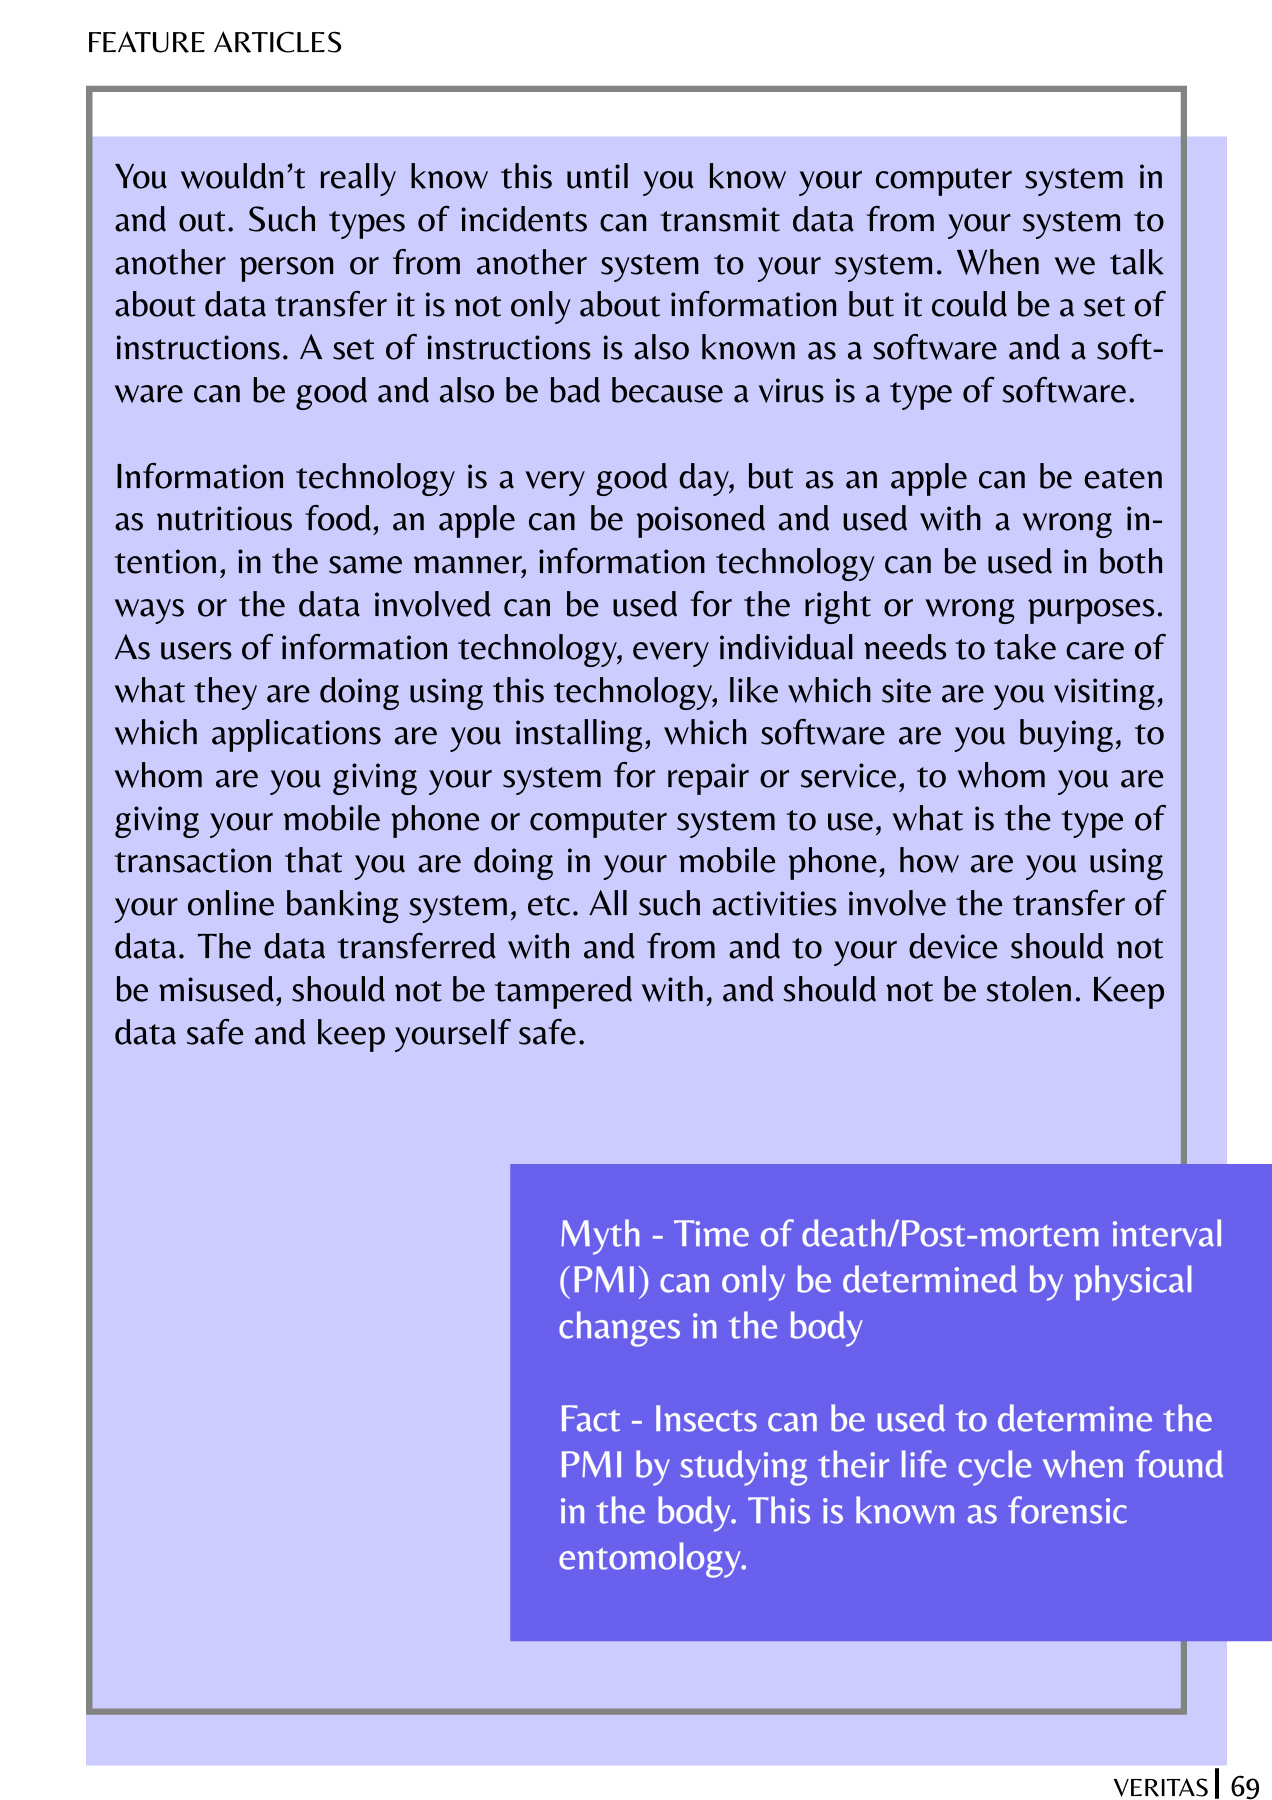 FEATURE ARTICLES
You wouldn’t really know this until you know your computer system in
and out. Such types of incidents can transmit data from your system to
another person or from another system to your system. When we talk
about data transfer it is not only about information but it could be a set of
instructions. A set of instructions is also known as a software and a soft-
ware can be good and also be bad because a virus is a type of software.
Information technology is a very good day, but as an apple can be eaten
as nutritious food, an apple can be poisoned and used with a wrong in-
tention, in the same manner, information technology can be used in both
ways or the data involved can be used for the right or wrong purposes.
As users of information technology, every individual needs to take care of
what they are doing using this technology, like which site are you visiting,
which applications are you installing, which software are you buying, to
whom are you giving your system for repair or service, to whom you are
giving your mobile phone or computer system to use, what is the type of
transaction that you are doing in your mobile phone, how are you using
your online banking system, etc. All such activities involve the transfer of
data. The data transferred with and from and to your device should not
be misused, should not be tampered with, and should not be stolen. Keep
data safe and keep yourself safe.
Myth - Time of death/Post-mortem interval
(PMI) can only be determined by physical
changes in the body
Fact - Insects can be used to determine the
PMI by studying their life cycle when found
in the body. This is known as forensic
entomology.
VERITAS | 69